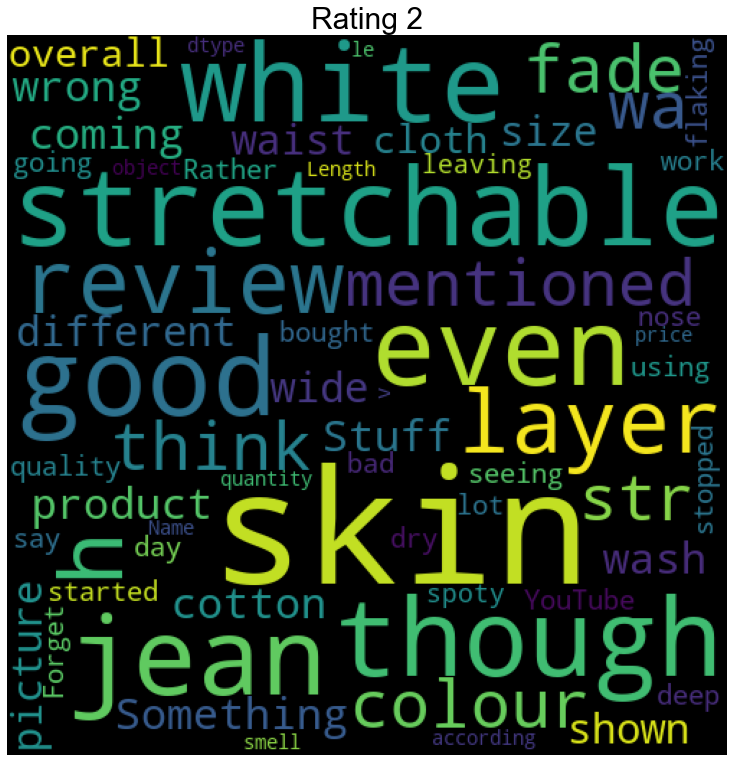 Rating 2
overall dtype white le fade flaking
wrong wa
coming waist cloth size
going object Rather Length leaving work
stretchable
review mentioned
different bought even nose price
good wide > using
think Stuff layer
quality bad seeing stopped
quantity skin lot str
product Name
say h day dry wash
started cotton spoty YouTube
picture Forget jean though
Something colour deep
smell according shown